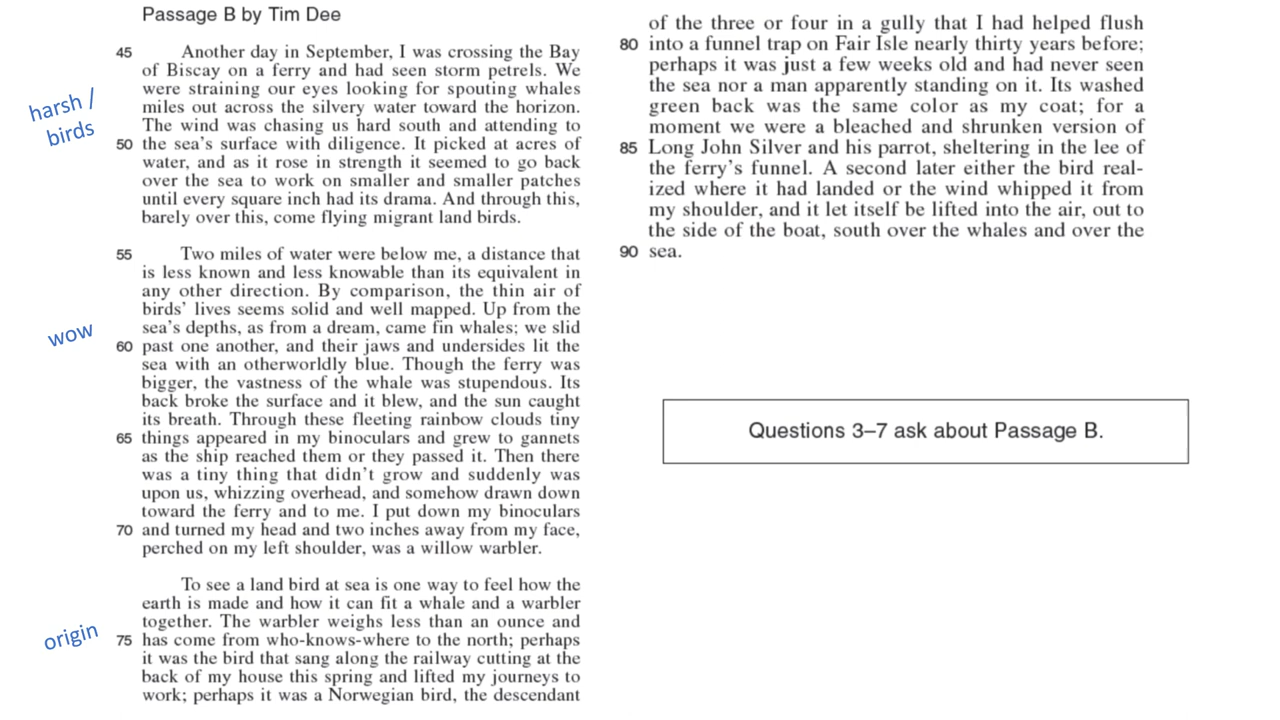 Passage B by Tim Dee
45 Another day in September, I was crossing the Bay
of Biscay on a ferry and had seen storm petrels. We
were straining our eyes looking for spouting whales
miles out across the silvery water toward the horizon.
The wind was chasing us hard south and attending to
50 the sea's surface with diligence. It picked at acres of
water, and as it rose in strength it seemed to go back
over the sea to work on smaller and smaller patches
until every square inch had its drama. And through this,
barely over this, come flying migrant land birds.
harsh /
birds
55 Two miles of water were below me, a distance that
is less known and less knowable than its equivalent in
any other direction. By comparison, the thin air of
birds' lives seems solid and well mapped. Up from the
sea's depths, as from a dream, came fin whales; we slid
60 past one another, and their jaws and undersides lit the
sea with an otherworldly blue. Though the ferry was
bigger, the vastness of the whale was stupendous. Its
back broke the surface and it blew, and the sun caught
its breath. Through these fleeting rainbow clouds tiny
65 things appeared in my binoculars and grew to gannets
as the ship reached them or they passed it. Then there
was a tiny thing that didn't grow and suddenly was
upon us, whizzing overhead, and somehow drawn down
toward the ferry and to me. I put down my binoculars
70 and turned my head and two inches away from my face,
perched on my left shoulder, was a willow warbler.
wow
To see a land bird at sea is one way to feel how the
earth is made and how it can fit a whale and a warbler
together. The warbler weighs less than an ounce and
75 has come from who-knows-where to the north; perhaps
it was the bird that sang along the railway cutting at the
back of my house this spring and lifted my journeys to
work; perhaps it was a Norwegian bird, the descendant
origin
of the three or four in a gully that I had helped flush
80 into a funnel trap on Fair Isle nearly thirty years before;
perhaps it was just a few weeks old and had never seen
the sea nor a man apparently standing on it. Its washed
green back was the same color as my coat; for a
moment we were a bleached and shrunken version of
85 Long John Silver and his parrot, sheltering in the lee of
the ferry's funnel. A second later either the bird real-
ized where it had landed or the wind whipped it from
my shoulder, and it let itself be lifted into the air, out to
the side of the boat, south over the whales and over the
90 sea.
Questions 3–7 ask about Passage B.